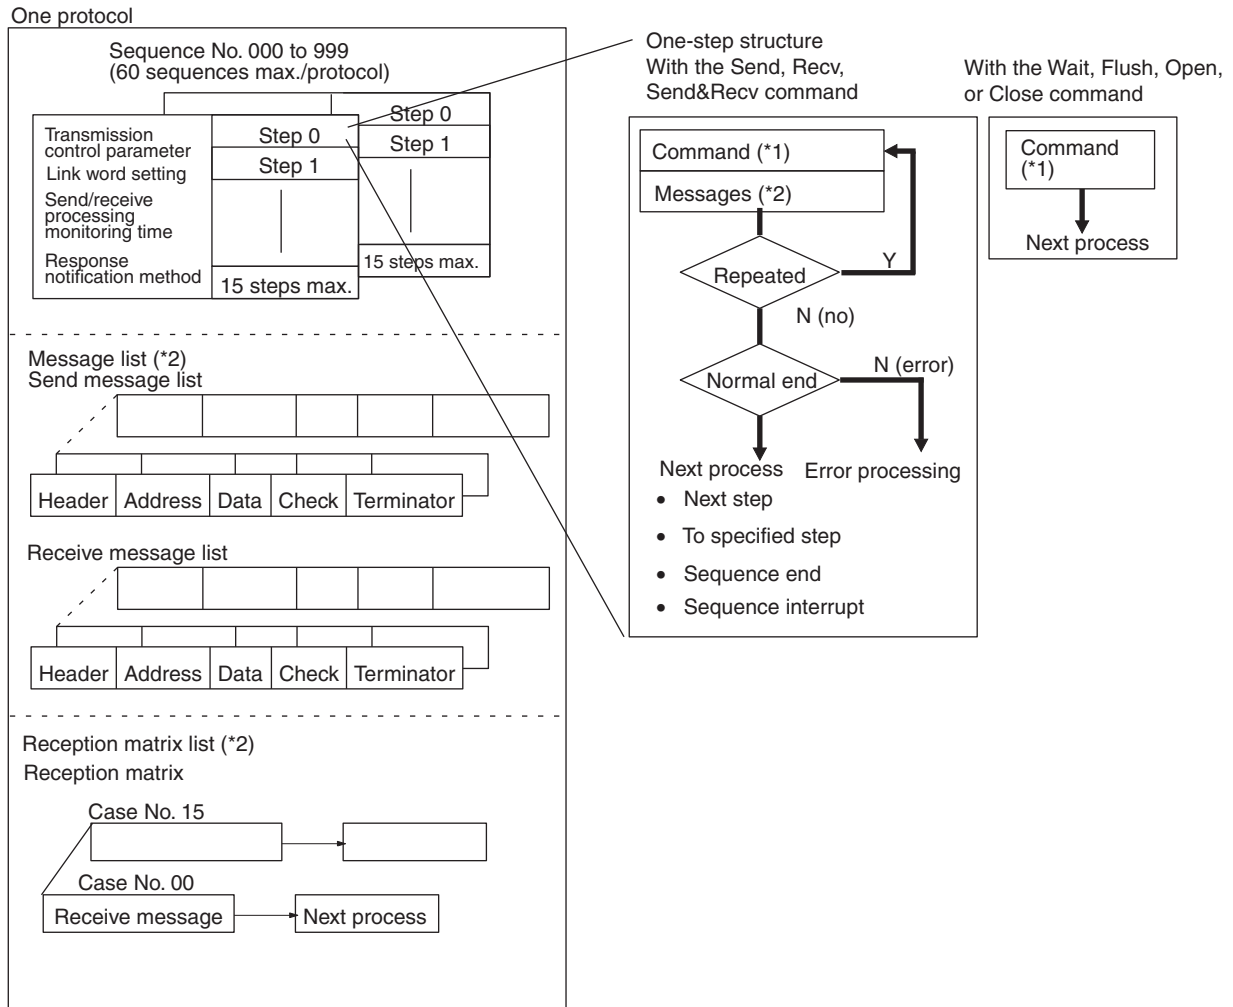 One protocol
Sequence No. 000 to 999
(60 sequences max./protocol)
Step 0
Step 1
15 steps max.
Transmission
control parameter
Link word setting
Send/receive
processing
monitoring time
Response
notification method
Step 0
Step 1
15 steps max.
Message list (*2)
Send message list
Header Address Data Check Terminator
Receive message list
Header Address Data Check Terminator
Reception matrix list (*2)
Reception matrix
Case No. 15
Case No. 00
Receive message
Next process
One-step structure
With the Send, Recv,
Send&Recv command
Command (*1)
Messages (*2)
Repeated
Y
N (no)
Normal end
N (error)
Next process
Error processing
• Next step
• To specified step
• Sequence end
• Sequence interrupt
With the Wait, Flush, Open,
or Close command
Command
(*1)
Next process